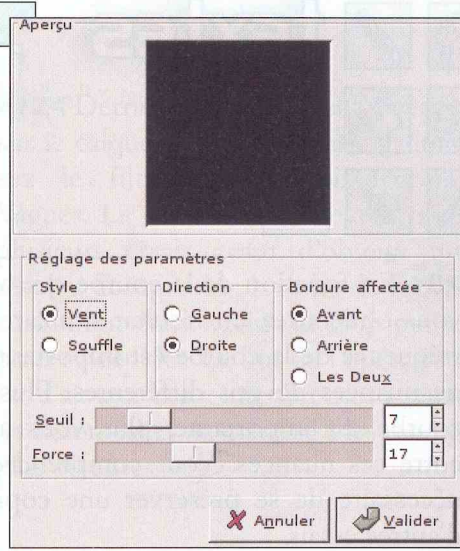 Aperçu
Réglage des paramètres
Style
Vent
Souffle
Direction
Gauche
Droite
Bordure affectée
Avant
Arrière
Les Deux
Seuil : 7
Force : 17
Annuler Valider